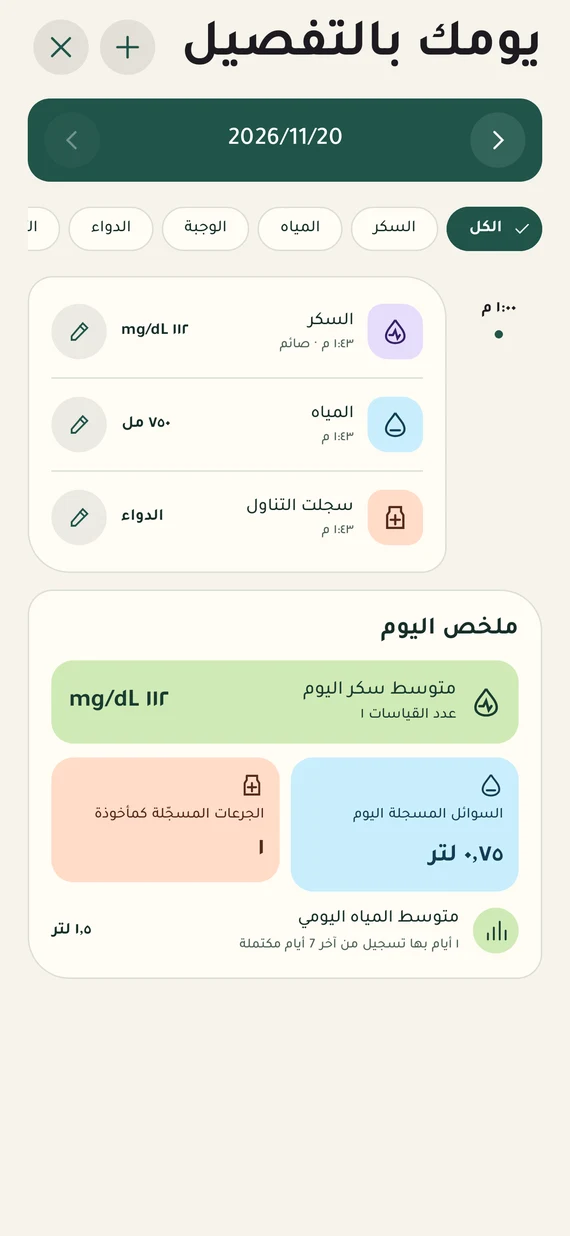 يومك بالتفصيل
2026/11/20
الكل
السكر
المياه
الوجبة
الدواء
ال
١:٠٠ م
السكر
١:٤٣ م · صائم
١١٢ mg/dL
المياه
١:٤٣ م
٧٥٠ مل
سجلت التناول
١:٤٣ م
الدواء
ملخص اليوم
متوسط سكر اليوم
عدد القياسات ١
١١٢ mg/dL
السوائل المسجلة اليوم
٠,٧٥ لتر
الجرعات المسجّلة كمأخوذة
١
متوسط المياه اليومي
١ أيام بها تسجيل من آخر 7 أيام مكتملة
١,٥ لتر